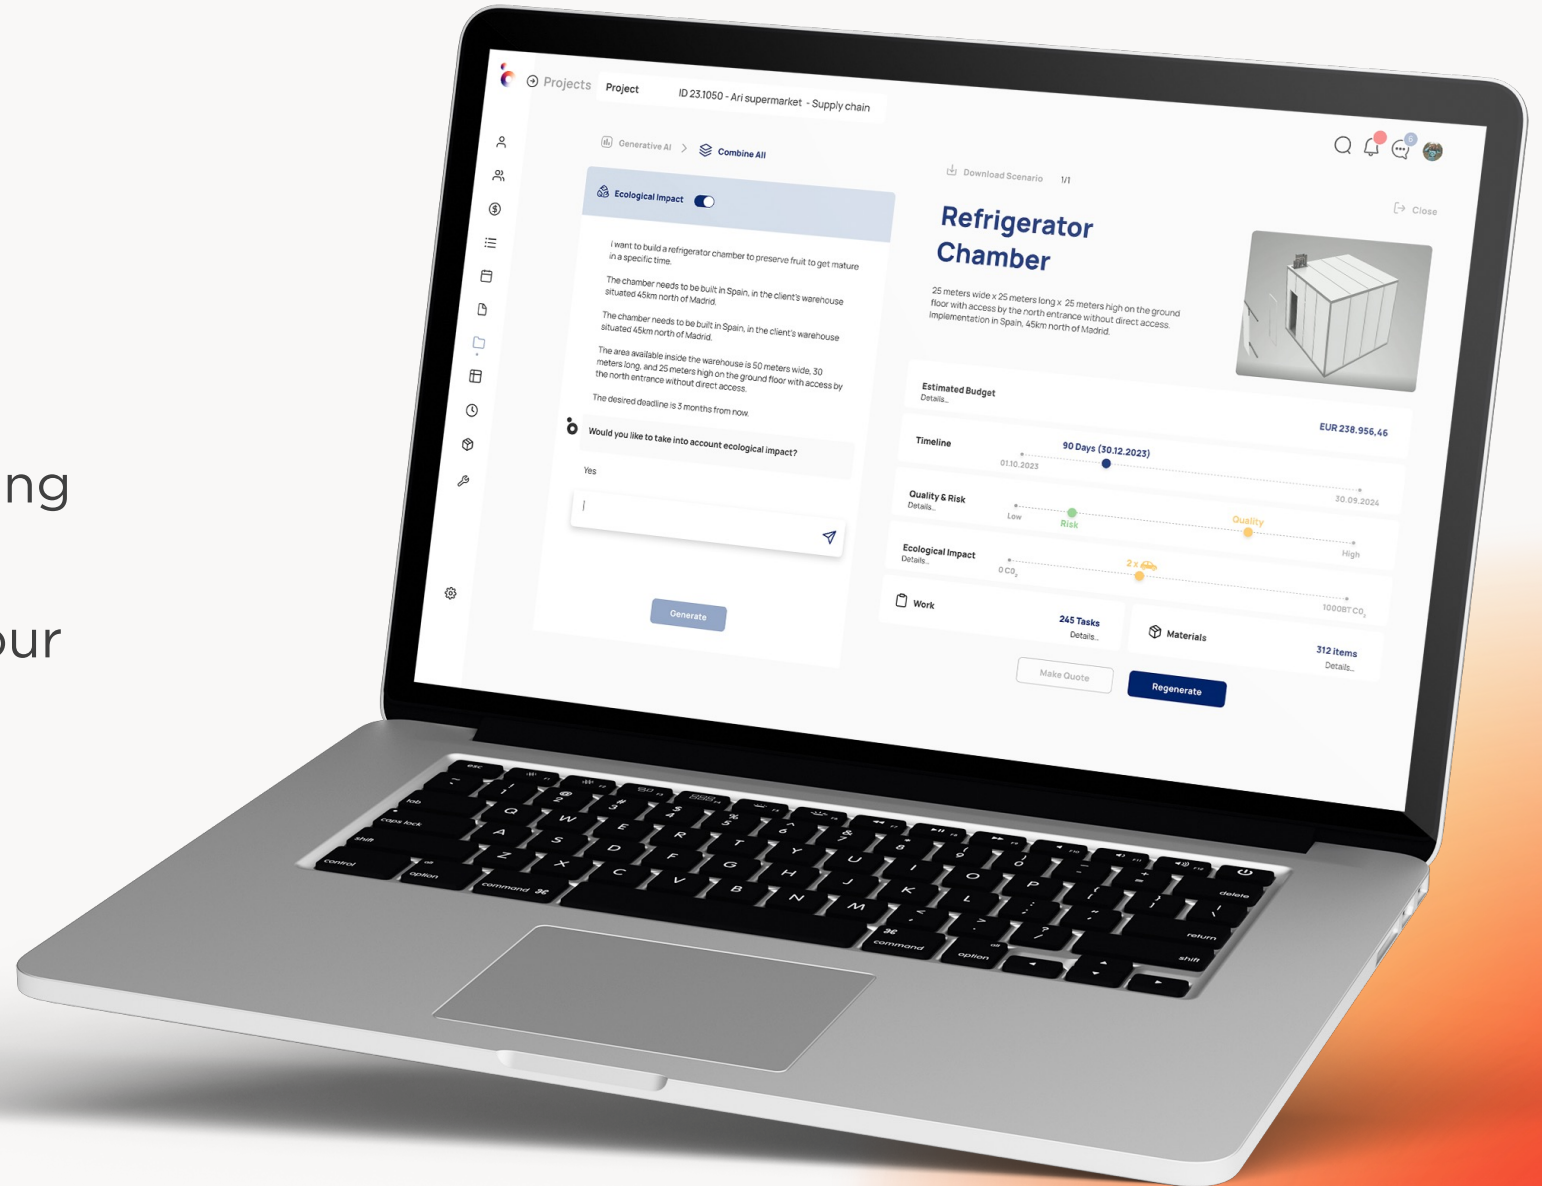 ng
our
Projects
Project
ID 23.1050 - Ari supermarket - Supply chain
Generative AI > Combine All
Ecological Impact
I want to build a refrigerator chamber to preserve fruit to get mature
in a specific time.
The chamber needs to be built in Spain, in the client's warehouse
situated 45km north of Madrid.
The chamber needs to be built in Spain, in the client's warehouse
situated 45km north of Madrid.
The area available inside the warehouse is 50 meters wide, 30
meters long, and 25 meters high on the ground floor with access by
the north entrance without direct access.
The desired deadline is 3 months from now.
Would you like to take into account ecological impact?
Yes
Generate
Download Scenario 1/1
Close
Refrigerator
Chamber
25 meters wide x 25 meters long x 25 meters high on the ground
floor with access by the north entrance without direct access.
Implementation in Spain, 45km north of Madrid.
Estimated Budget
Details...
EUR 238.956,46
Timeline
90 Days (30.12.2023)
01.10.2023
30.09.2024
Quality & Risk
Details...
Low
Risk
Quality
High
Ecological Impact
Details...
0 CO₂
2 x
1000BT CO₂
Work
245 Tasks
Details...
Materials
312 items
Details...
Make Quote
Regenerate
esc
tab
caps lock
shift
control
option
command ⌘
Q W E R T Y U I O P
A S D F G H J K L
Z X C V B N M
delete
return
shift
⌘
command
option